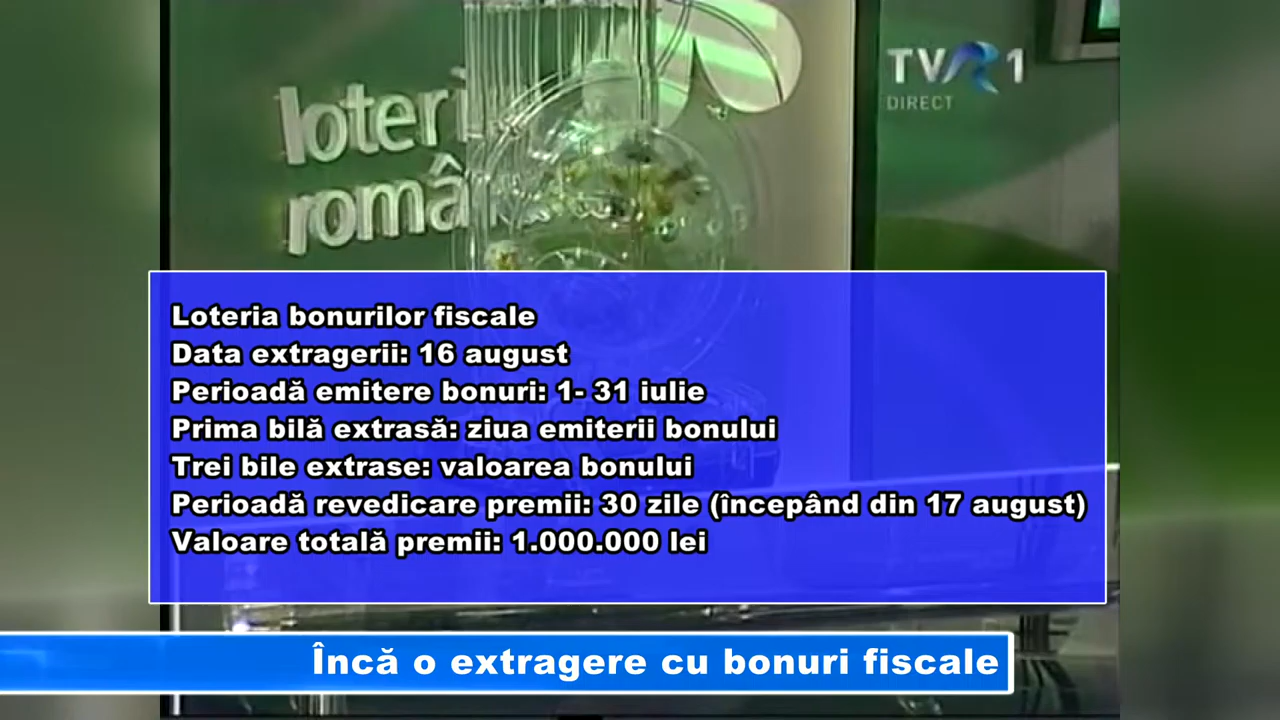 loteri
român
TVR 1
DIRECT
Loteria bonurilor fiscale
Data extragerii: 16 august
Perioadă emitere bonuri: 1- 31 iulie
Prima bilă extrasă: ziua emiterii bonului
Trei bile extrase: valoarea bonului
Perioadă revedicare premii: 30 zile (începând din 17 august)
Valoare totală premii: 1.000.000 lei
Încă o extragere cu bonuri fiscale